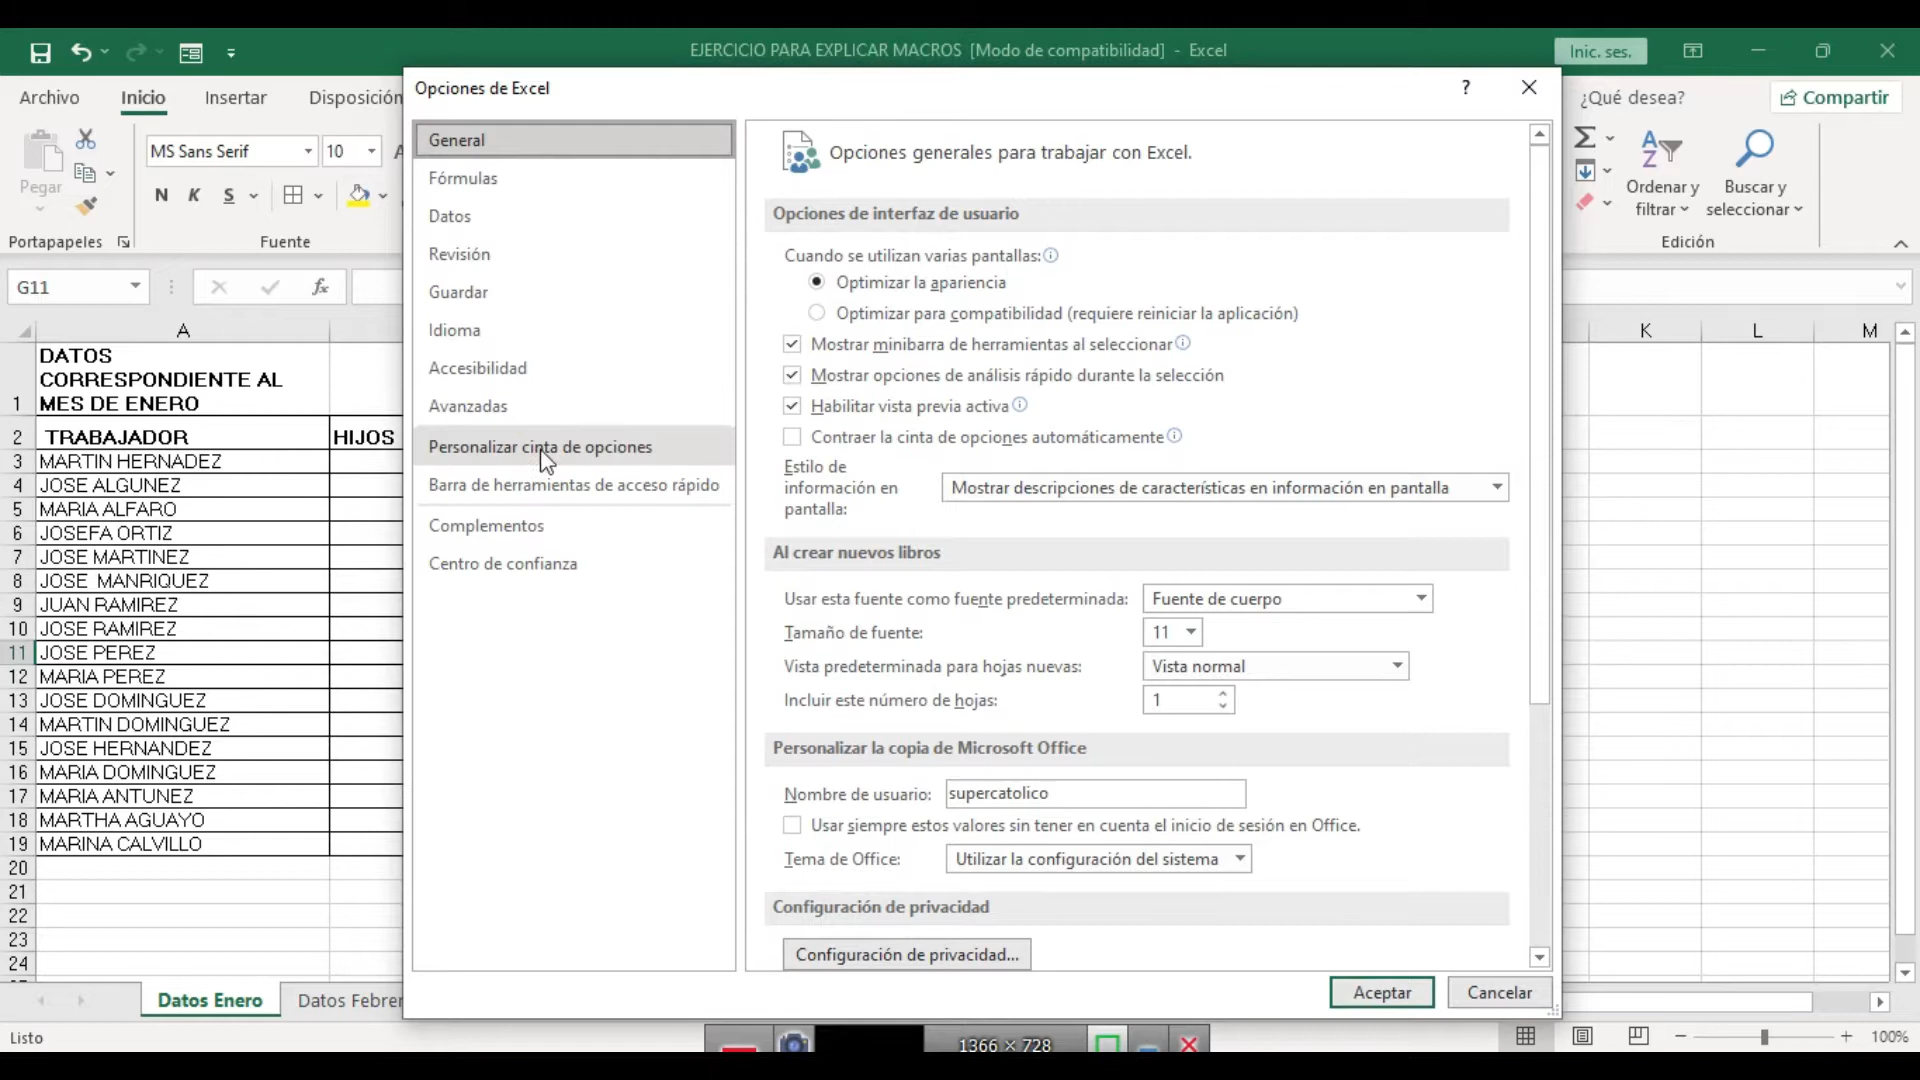 EJERCICIO PARA EXPLICAR MACROS [Modo de compatibilidad] - Excel
Inic. ses.
Archivo
Inicio
Insertar
Disposición
¿Qué desea?
Compartir
Pegar
MS Sans Serif
10
N K S
Portapapeles
Fuente
Ordenar y
filtrar
Buscar y
seleccionar
Edición
G11
fx
Opciones de Excel
?
General
Fórmulas
Datos
Revisión
Guardar
Idioma
Accesibilidad
Avanzadas
Personalizar cinta de opciones
Barra de herramientas de acceso rápido
Complementos
Centro de confianza
Opciones generales para trabajar con Excel.
Opciones de interfaz de usuario
Cuando se utilizan varias pantallas:
Optimizar la apariencia
Optimizar para compatibilidad (requiere reiniciar la aplicación)
Mostrar minibarra de herramientas al seleccionar
Mostrar opciones de análisis rápido durante la selección
Habilitar vista previa activa
Contraer la cinta de opciones automáticamente
Estilo de
información en
pantalla:
Mostrar descripciones de características en información en pantalla
Al crear nuevos libros
Usar esta fuente como fuente predeterminada: Fuente de cuerpo
Tamaño de fuente: 11
Vista predeterminada para hojas nuevas: Vista normal
Incluir este número de hojas: 1
Personalizar la copia de Microsoft Office
Nombre de usuario: supercatolico
Usar siempre estos valores sin tener en cuenta el inicio de sesión en Office.
Tema de Office: Utilizar la configuración del sistema
Configuración de privacidad
Configuración de privacidad...
Aceptar
Cancelar
A
K L M
DATOS
CORRESPONDIENTE AL
1 MES DE ENERO
2 TRABAJADOR HIJOS
3 MARTIN HERNADEZ
4 JOSE ALGUNEZ
5 MARIA ALFARO
6 JOSEFA ORTIZ
7 JOSE MARTINEZ
8 JOSE MANRIQUEZ
9 JUAN RAMIREZ
10 JOSE RAMIREZ
11 JOSE PEREZ
12 MARIA PEREZ
13 JOSE DOMINGUEZ
14 MARTIN DOMINGUEZ
15 JOSE HERNANDEZ
16 MARIA DOMINGUEZ
17 MARIA ANTUNEZ
18 MARTHA AGUAYO
19 MARINA CALVILLO
20
21
22
23
24
Datos Enero
Datos Febrer
Listo
1366 × 728
100%